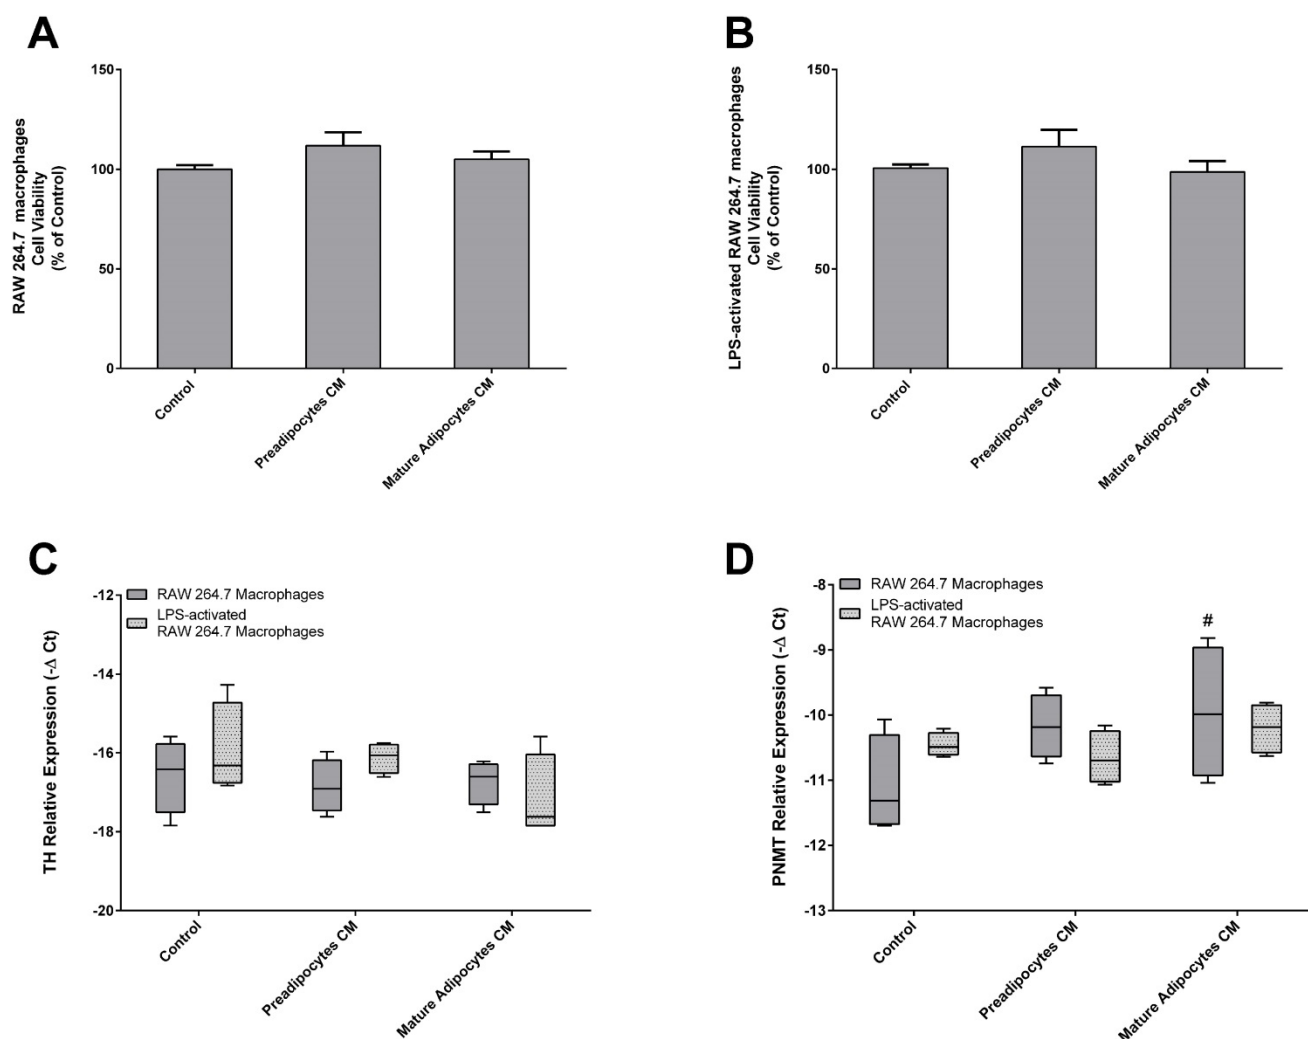 A
RAW 264.7 macrophages
Cell Viability
(% of Control)
150
100
50
0
Control
Preadipocytes CM
Mature Adipocytes CM
B
LPS-activated RAW 264.7 macrophages
Cell Viability
(% of Control)
150
100
50
0
Control
Preadipocytes CM
Mature Adipocytes CM
C
TH Relative Expression (-Δ Ct)
-12
-14
-16
-18
-20
RAW 264.7 Macrophages
LPS-activated
RAW 264.7 Macrophages
Control
Preadipocytes CM
Mature Adipocytes CM
D
PNMT Relative Expression (-Δ Ct)
-8
-9
-10
-11
-12
-13
RAW 264.7 Macrophages
LPS-activated
RAW 264.7 Macrophages
#
Control
Preadipocytes CM
Mature Adipocytes CM